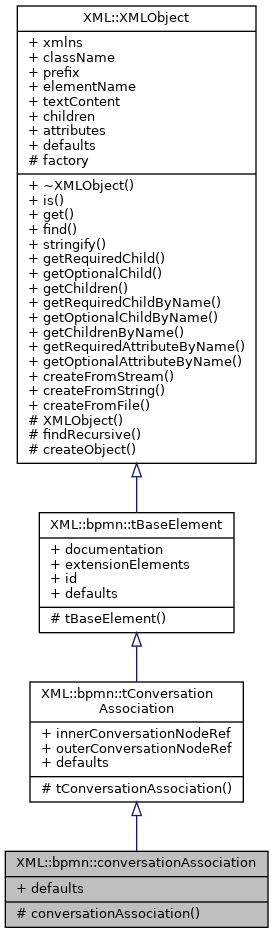 XML::XMLObject
+ xmlns
+ className
+ prefix
+ elementName
+ textContent
+ children
+ attributes
+ defaults
# factory
+ ~XMLObject()
+ is()
+ get()
+ find()
+ stringify()
+ getRequiredChild()
+ getOptionalChild()
+ getChildren()
+ getRequiredChildByName()
+ getOptionalChildByName()
+ getChildrenByName()
+ getRequiredAttributeByName()
+ getOptionalAttributeByName()
+ createFromStream()
+ createFromString()
+ createFromFile()
# XMLObject()
# findRecursive()
# createObject()
XML::bpmn::tBaseElement
+ documentation
+ extensionElements
+ id
+ defaults
# tBaseElement()
XML::bpmn::tConversation
Association
+ innerConversationNodeRef
+ outerConversationNodeRef
+ defaults
# tConversationAssociation()
XML::bpmn::conversationAssociation
+ defaults
# conversationAssociation()